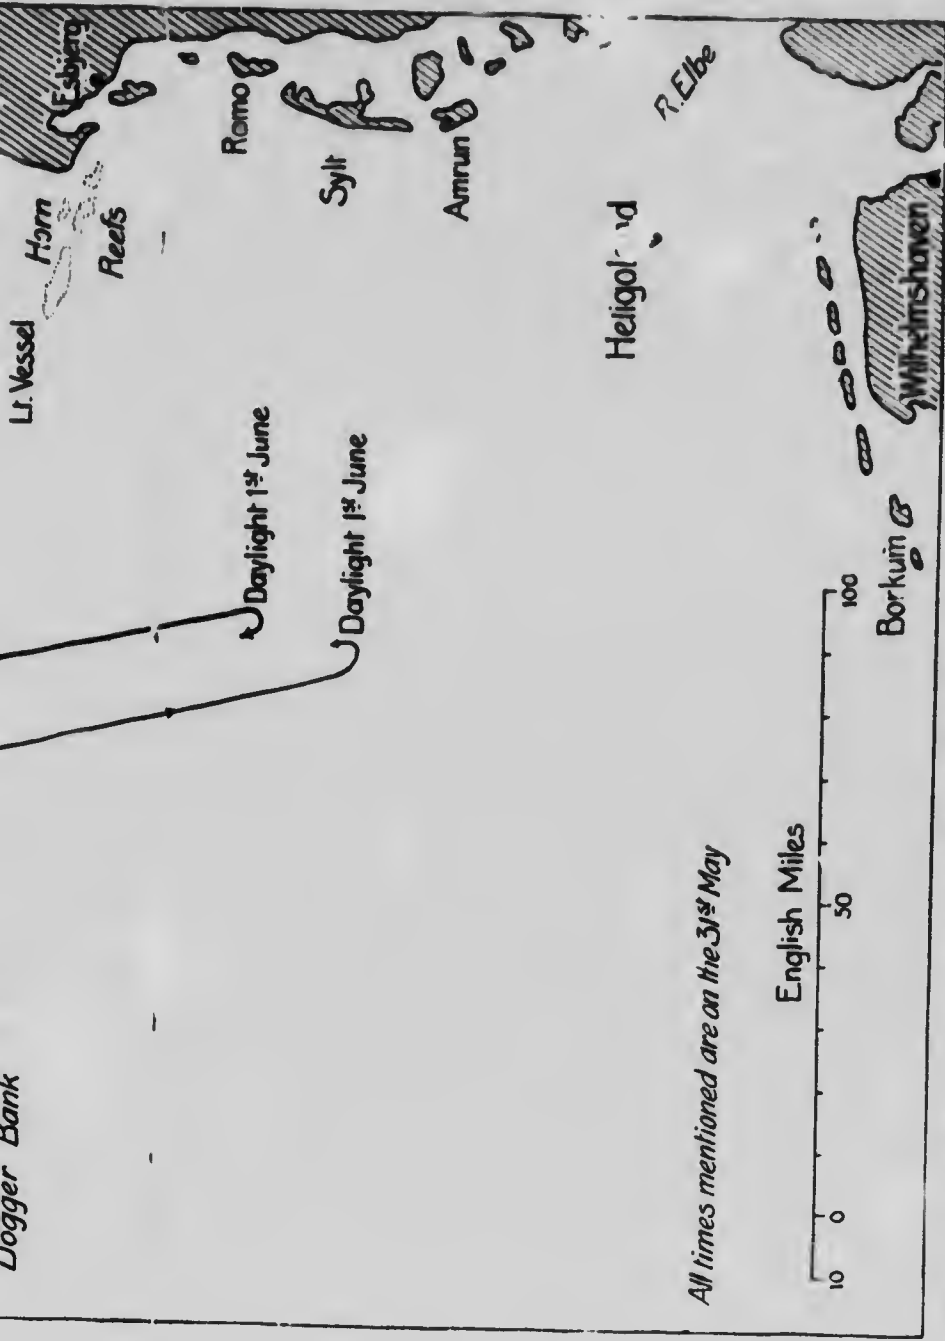 Esbjerg
Horn
Reefs
Lt. Vessel
Romo
Sylt
Amrun
R. Elbe
Daylight 1st June
Daylight 1st June
Dogger Bank
Wilhelmshaven
Borkum
All times mentioned are on the 31st May
English Miles
10 0 50 100